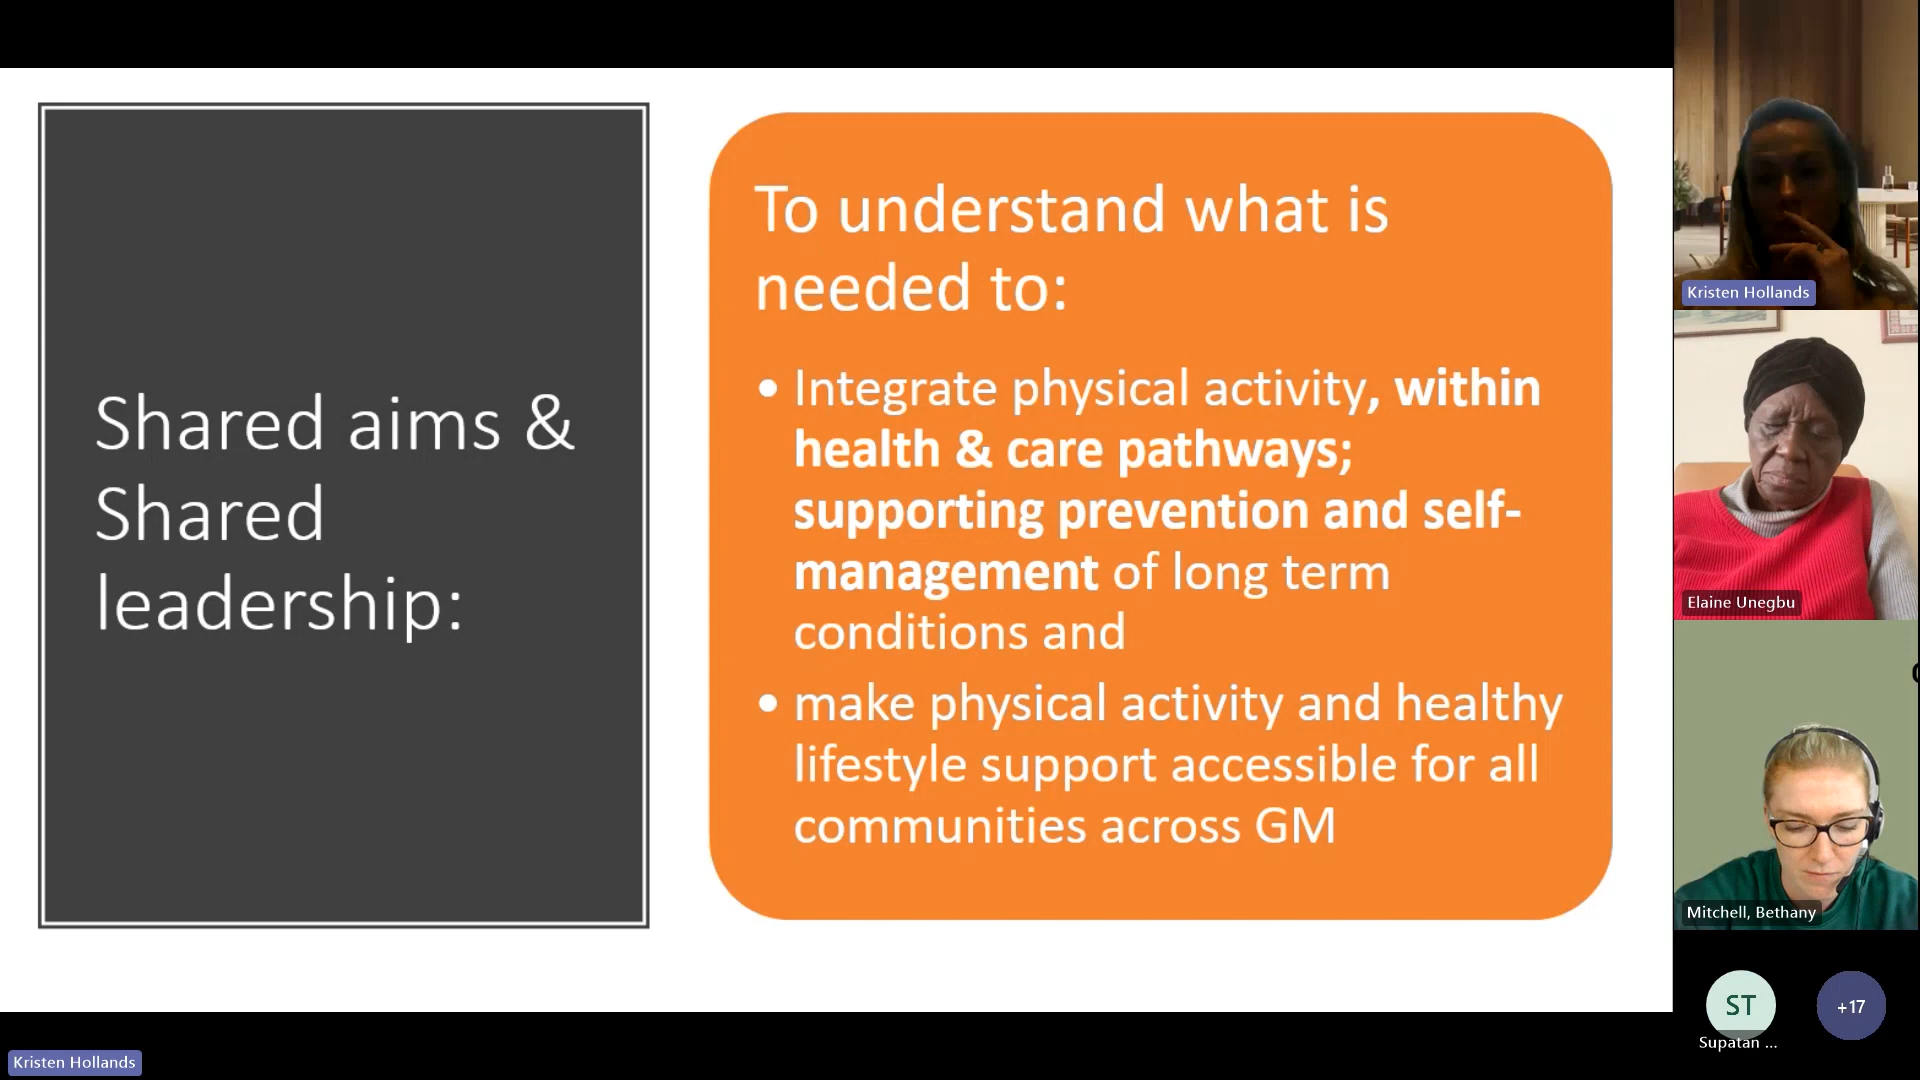 Shared aims &
Shared
leadership:
To understand what is
needed to:
• Integrate physical activity, within
health & care pathways;
supporting prevention and self-
management of long term
conditions and
• make physical activity and healthy
lifestyle support accessible for all
communities across GM
Kristen Hollands
Elaine Unegbu
Mitchell, Bethany
ST
Supatan ...
+17
Kristen Hollands